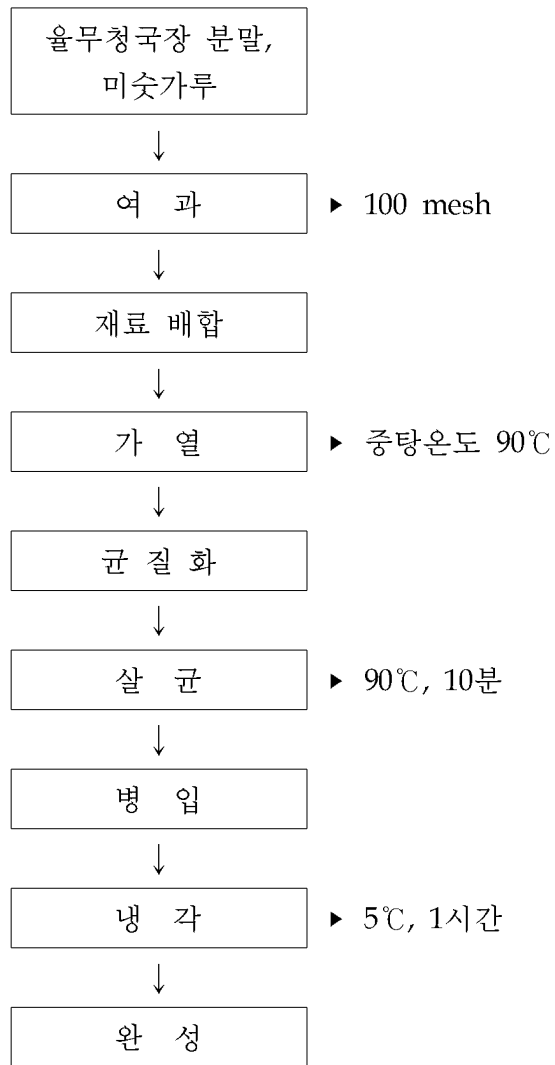 율무청국장 분말,
미숫가루
↓
여 과 ▶ 100 mesh
↓
재료 배합
↓
가 열 ▶ 중탕온도 90℃
↓
균 질 화
↓
살 균 ▶ 90℃, 10분
↓
병 입
↓
냉 각 ▶ 5℃, 1시간
↓
완 성